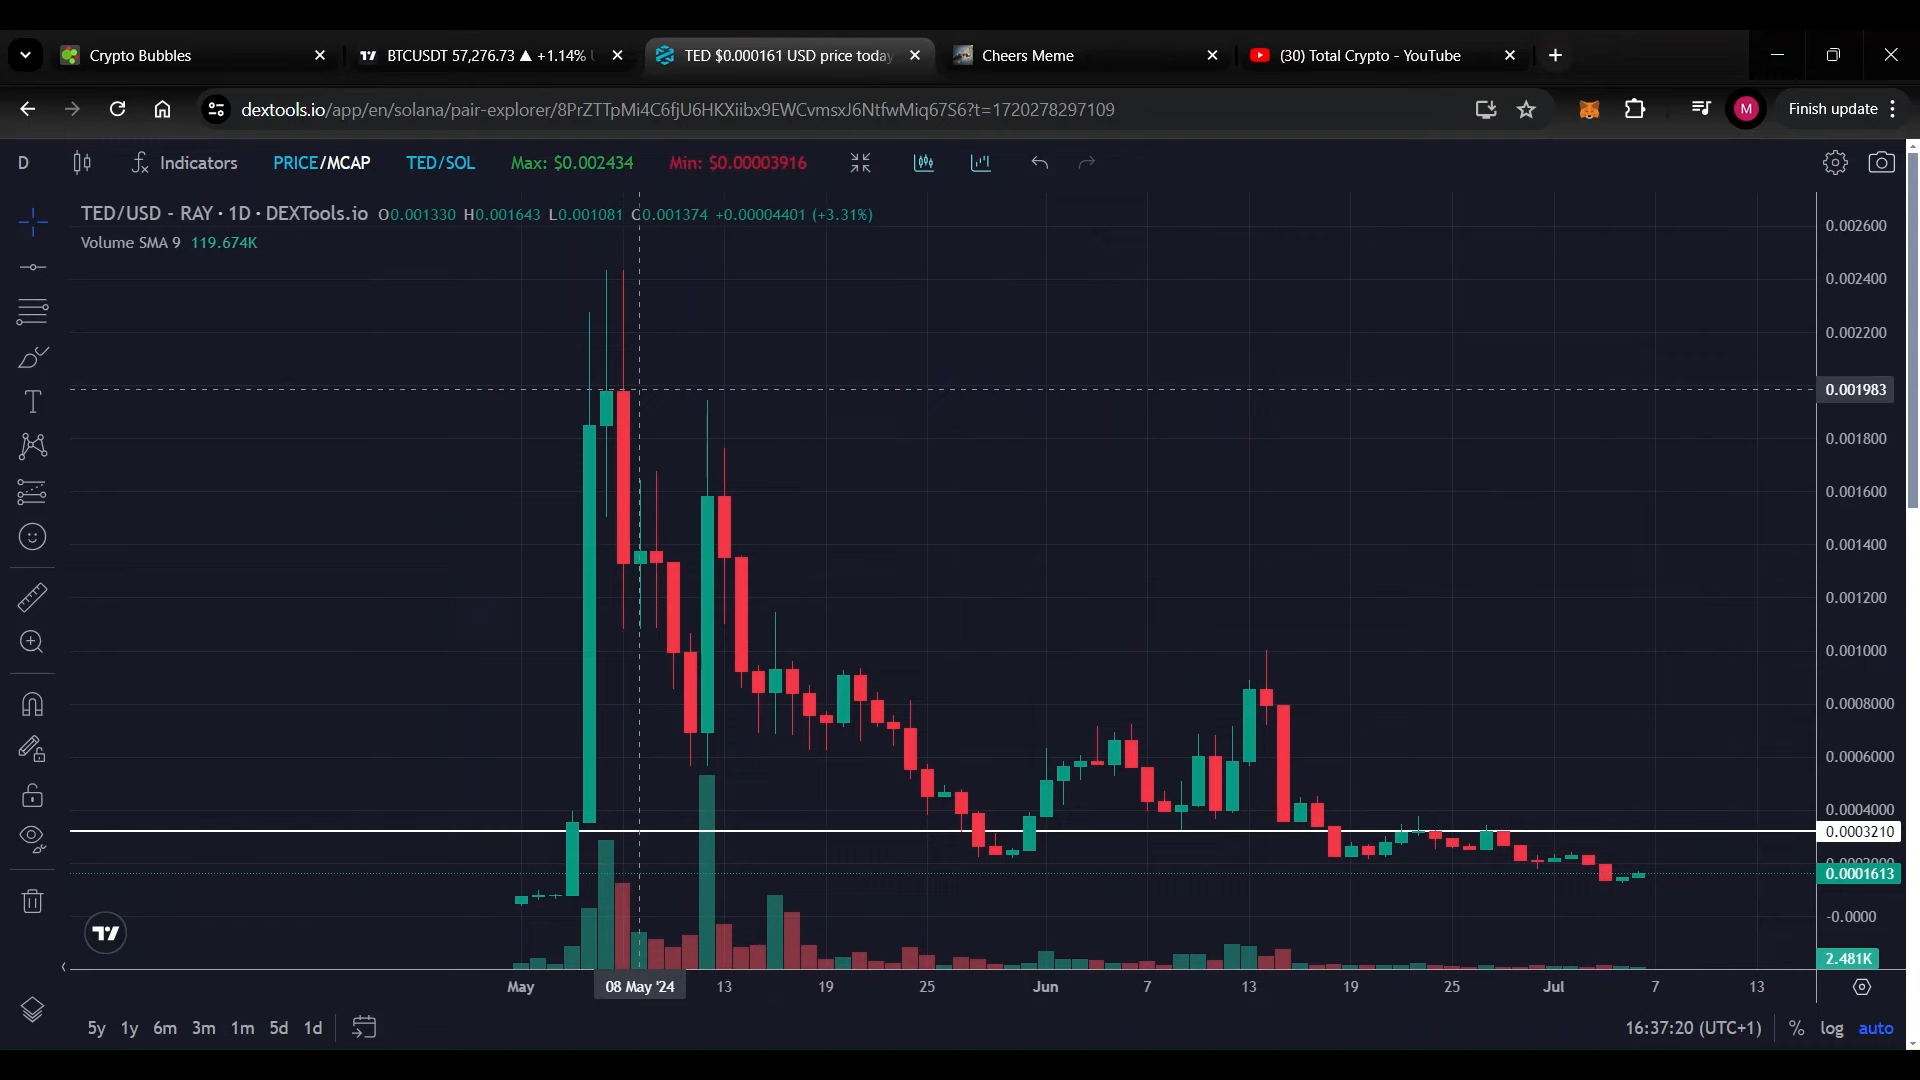 Crypto Bubbles
BTCUSDT 57,276.73 ▲ +1.14%
TED $0.000161 USD price today
Cheers Meme
(30) Total Crypto - YouTube
dextools.io/app/en/solana/pair-explorer/8PrZTTpMi4C6fjU6HKXiibx9EWCvmsxJ6NtfwMiq67S6?t=1720278297109
M
Finish update
D
Indicators
PRICE/MCAP
TED/SOL
Max: $0.002434
Min: $0.00003916
TED/USD - RAY · 1D · DEXTools.io O0.001330 H0.001643 L0.001081 C0.001374 +0.00004401 (+3.31%)
Volume SMA 9 119.674K
0.002600
0.002400
0.002200
0.001983
0.001800
0.001600
0.001400
0.001200
0.001000
0.0008000
0.0006000
0.0004000
0.0003210
0.0001613
-0.0000
2.481K
May 08 May '24 13 19 25 Jun 7 13 19 25 Jul 7 13
5y 1y 6m 3m 1m 5d 1d
16:37:20 (UTC+1) % log auto